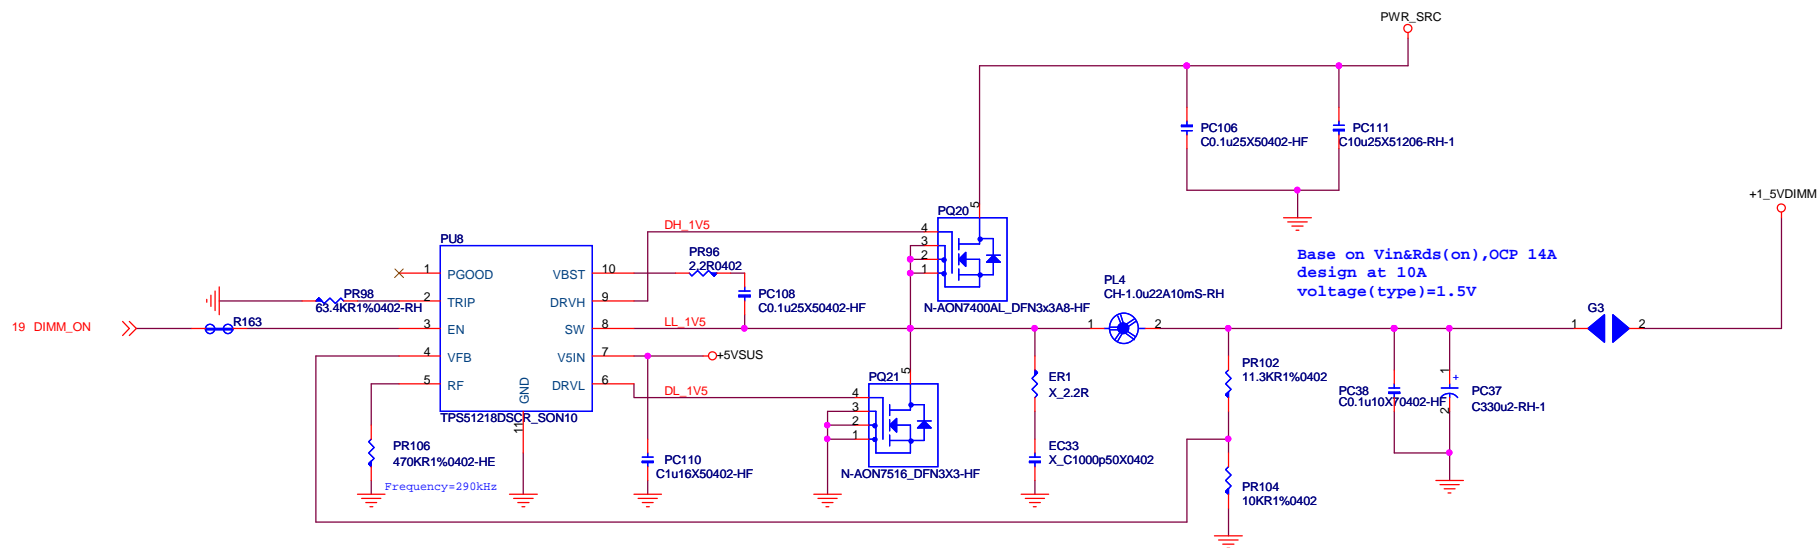 PWR_SRC
PC106
C0.1u25X50402-HF
PC111
C10u25X51206-RH-1
+1_5VDIMM
Base on Vin&Rds(on),OCP 14A
design at 10A
voltage(type)=1.5V
PQ20
5
4
3
2
1
N-AON7400AL_DFN3x3A8-HF
DH_1V5
PR96
2.2R0402
PC108
C0.1u25X50402-HF
PU8
1
PGOOD
VBST
10
2
TRIP
DRVH
9
3
EN
SW
8
4
VFB
V5IN
7
5
RF
DRVL
6
GND
11
TPS51218DSCR_SON10
PR98
63.4KR1%0402-RH
19 DIMM_ON
R163
LL_1V5
+5VSUS
DL_1V5
PL4
CH-1.0u22A10mS-RH
1
2
G3
1
2
PQ21
5
4
3
2
1
N-AON7516_DFN3X3-HF
ER1
X_2.2R
EC33
X_C1000p50X0402
PR102
11.3KR1%0402
PR104
10KR1%0402
PC38
C0.1u10X70402-HF
1
+
2
PC37
C330u2-RH-1
PR106
470KR1%0402-HE
Frequency=290kHz
PC110
C1u16X50402-HF